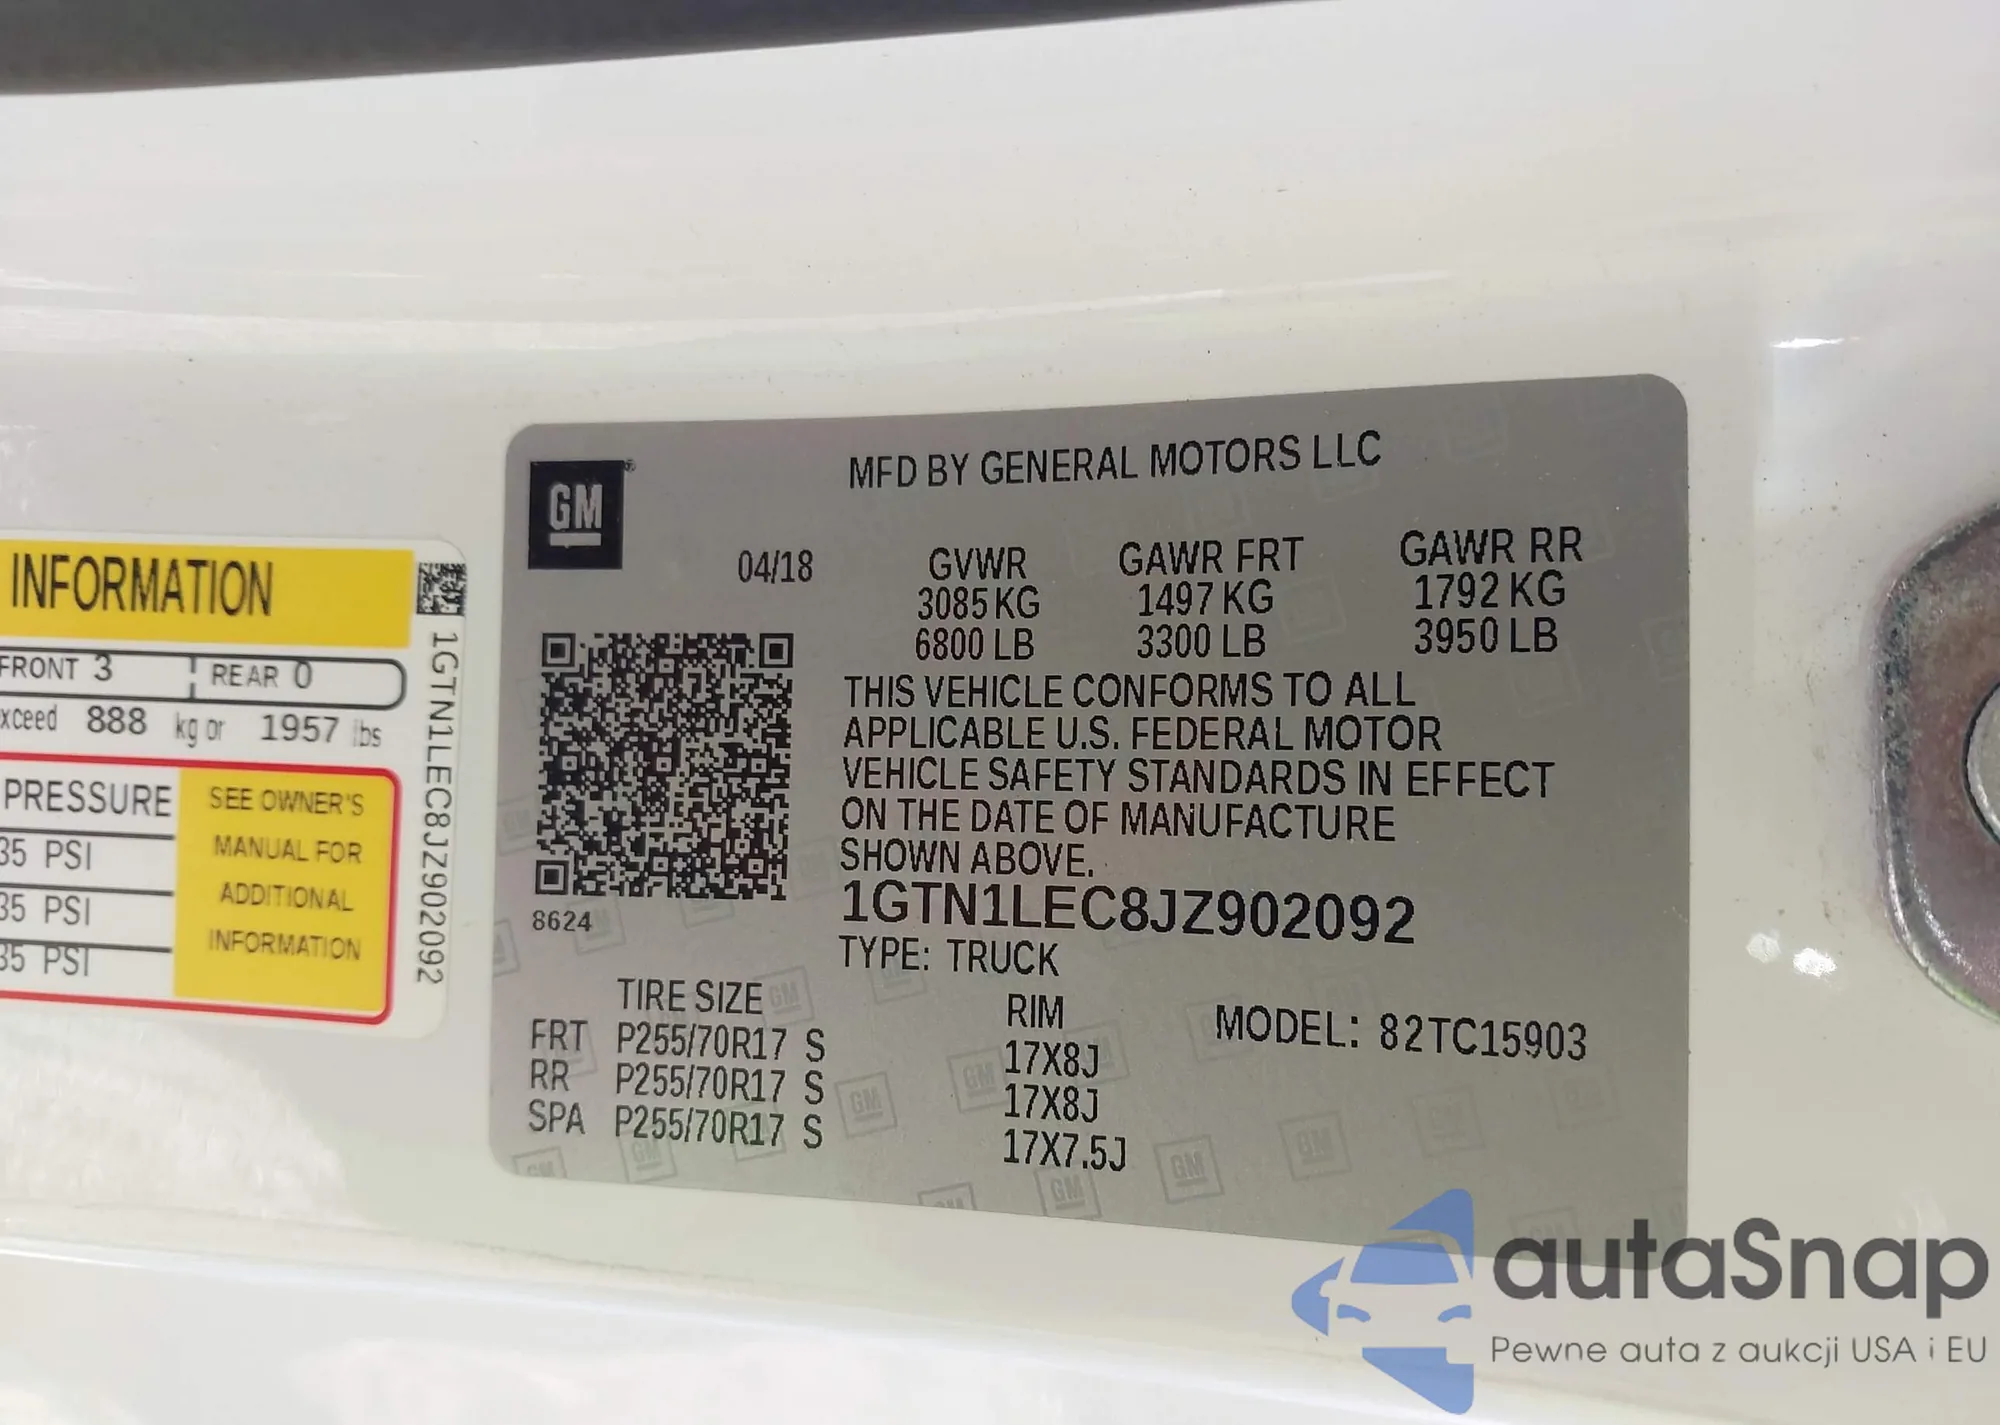 INFORMATION
FRONT 3 REAR 0
xceed 888 kg or 1957 lbs
PRESSURE
35 PSI
35 PSI
35 PSI
SEE OWNER'S
MANUAL FOR
ADDITIONAL
INFORMATION
1GTN1LEC8JZ902092
GM
MFD BY GENERAL MOTORS LLC
04/18 GVWR GAWR FRT GAWR RR
3085 KG 1497 KG 1792 KG
6800 LB 3300 LB 3950 LB
THIS VEHICLE CONFORMS TO ALL
APPLICABLE U.S. FEDERAL MOTOR
VEHICLE SAFETY STANDARDS IN EFFECT
ON THE DATE OF MANUFACTURE
SHOWN ABOVE.
1GTN1LEC8JZ902092
8624
TYPE: TRUCK
TIRE SIZE RIM MODEL: 82TC15903
FRT P255/70R17 S 17X8J
RR P255/70R17 S 17X8J
SPA P255/70R17 S 17X7.5J
autaSnap
Pewne auta z aukcji USA i EU